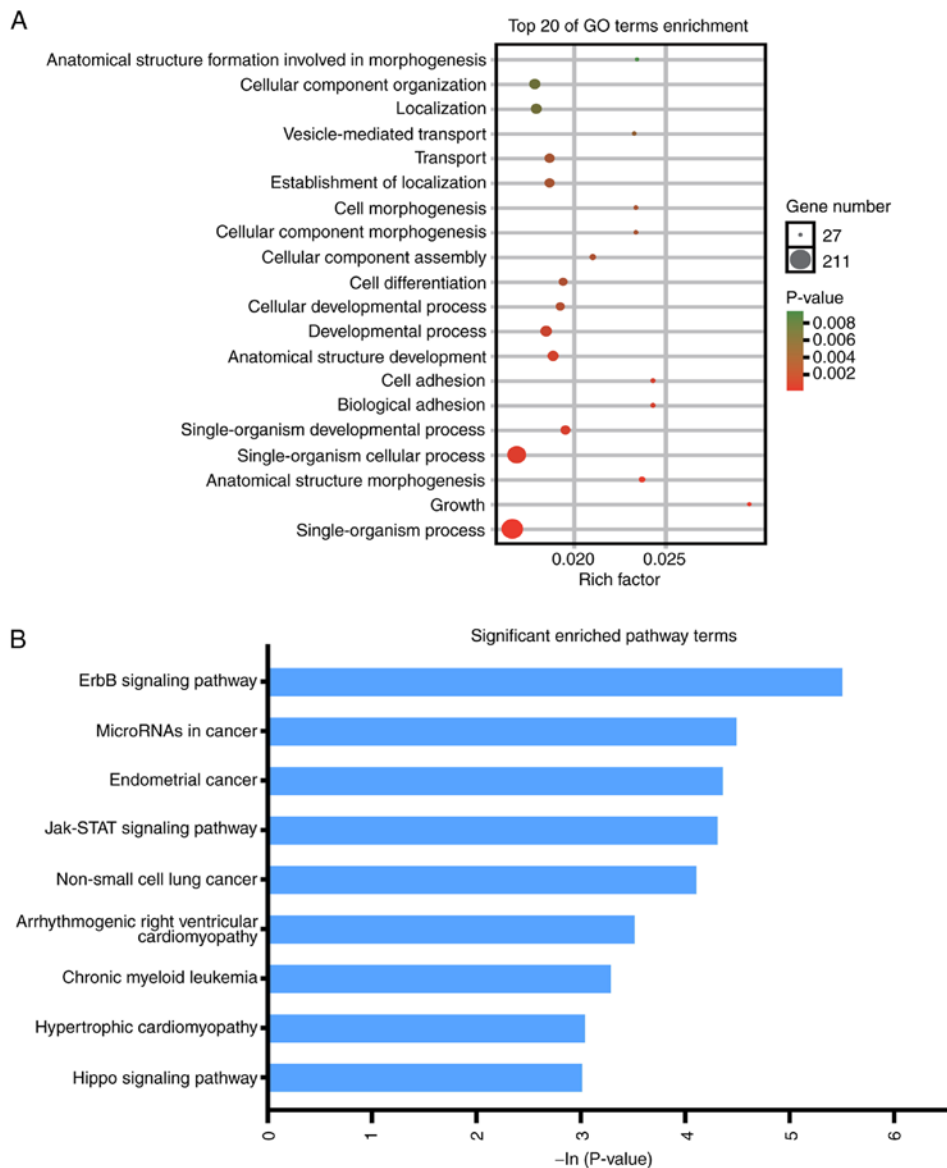 A
Top 20 of GO terms enrichment
Anatomical structure formation involved in morphogenesis
Cellular component organization
Localization
Vesicle-mediated transport
Transport
Establishment of localization
Cell morphogenesis
Cellular component morphogenesis
Cellular component assembly
Cell differentiation
Cellular developmental process
Developmental process
Anatomical structure development
Cell adhesion
Biological adhesion
Single-organism developmental process
Single-organism cellular process
Anatomical structure morphogenesis
Growth
Single-organism process
0.020 0.025
Rich factor
Gene number
27
211
P-value
0.008
0.006
0.004
0.002
B
Significant enriched pathway terms
ErbB signaling pathway
MicroRNAs in cancer
Endometrial cancer
Jak-STAT signaling pathway
Non-small cell lung cancer
Arrhythmogenic right ventricular
cardiomyopathy
Chronic myeloid leukemia
Hypertrophic cardiomyopathy
Hippo signaling pathway
0 1 2 3 4 5 6
–In (P-value)